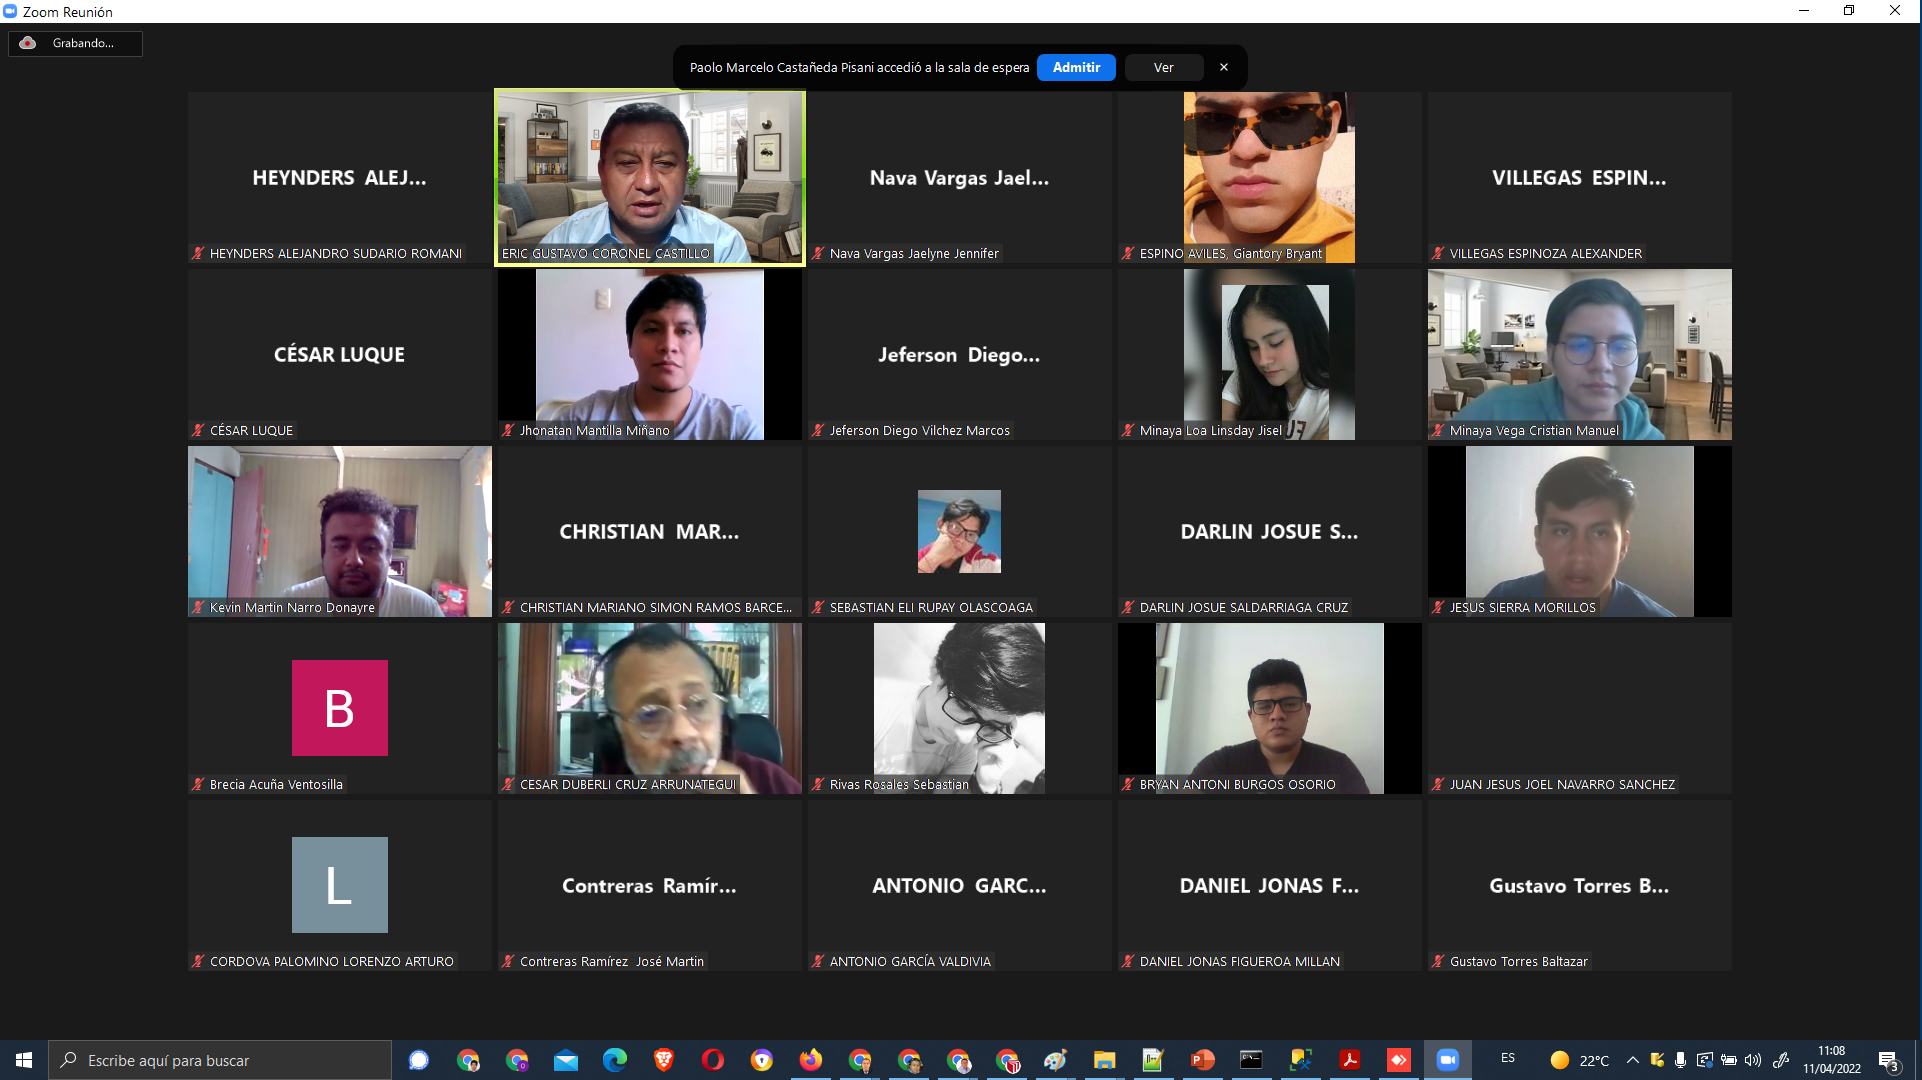 Zoom Reunión
Grabando...
Paolo Marcelo Castañeda Pisani accedió a la sala de espera
Admitir
Ver
HEYNDERS ALEJ...
HEYNDERS ALEJANDRO SUDARIO ROMANI
ERIC GUSTAVO CORONEL CASTILLO
Nava Vargas Jael...
Nava Vargas Jaelyne Jennifer
ESPINO AVILES, Giantory Bryant
VILLEGAS ESPIN...
VILLEGAS ESPINOZA ALEXANDER
CÉSAR LUQUE
CÉSAR LUQUE
Jhonatan Mantilla Miñano
Jeferson Diego...
Jeferson Diego Vilchez Marcos
Minaya Loa Linsday Jisel
Minaya Vega Cristian Manuel
Kevin Martin Narro Donayre
CHRISTIAN MAR...
CHRISTIAN MARIANO SIMON RAMOS BARCE...
SEBASTIAN ELI RUPAY OLASCOAGA
DARLIN JOSUE S...
DARLIN JOSUE SALDARRIAGA CRUZ
JESUS SIERRA MORILLOS
B
Brecia Acuña Ventosilla
CESAR DUBERLI CRUZ ARRUNATEGUI
Rivas Rosales Sebastian
BRYAN ANTONI BURGOS OSORIO
JUAN JESUS JOEL NAVARRO SANCHEZ
L
CORDOVA PALOMINO LORENZO ARTURO
Contreras Ramír...
Contreras Ramírez José Martin
ANTONIO GARC...
ANTONIO GARCÍA VALDIVIA
DANIEL JONAS F...
DANIEL JONAS FIGUEROA MILLAN
Gustavo Torres B...
Gustavo Torres Baltazar
Escribe aquí para buscar
ES
22°C
11:08
11/04/2022
3